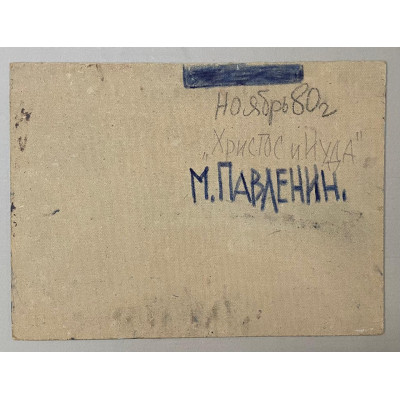 Ноябрь 80г
„Христос и Иуда"
М. ПАВЛЕНИН.